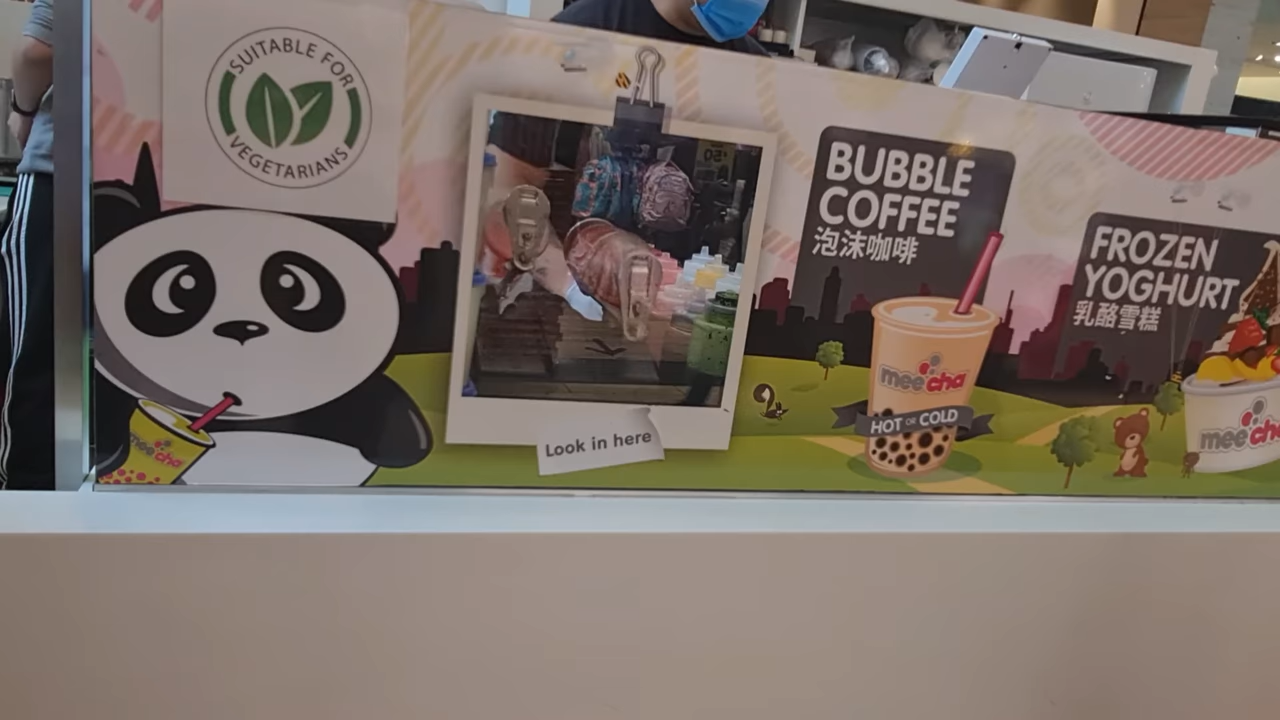 SUITABLE FOR
VEGETARIANS
mee cha
Look in here
BUBBLE
COFFEE
泡沫咖啡
mee cha
HOT OR COLD
FROZEN
YOGHURT
乳酪雪糕
mee cha